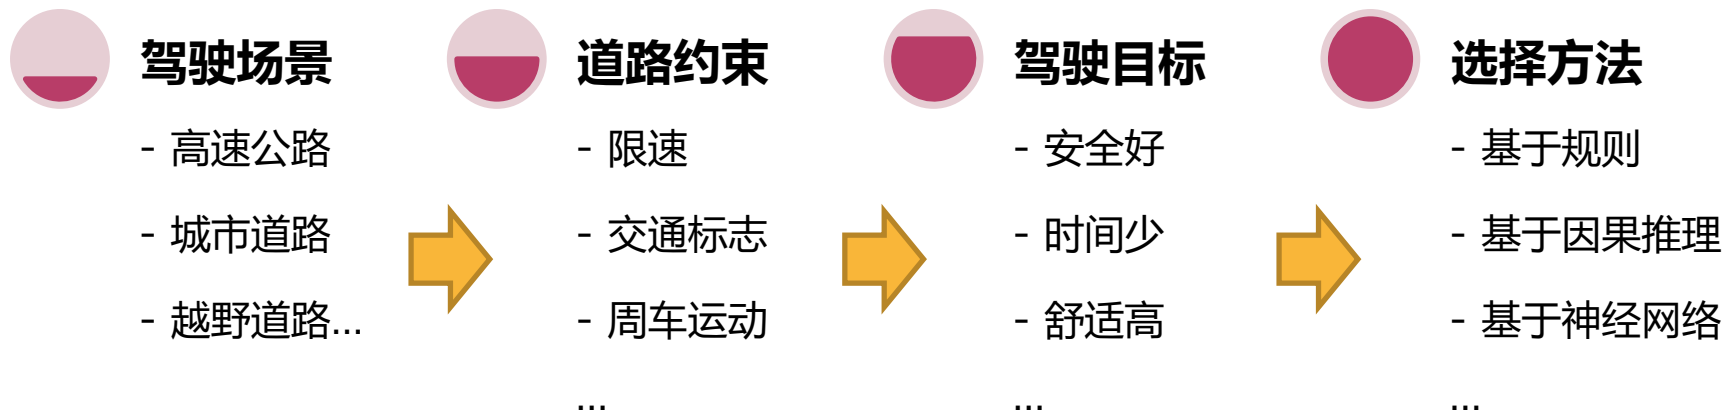 驾驶场景
- 高速公路
- 城市道路
- 越野道路...
道路约束
- 限速
- 交通标志
- 周车运动
...
驾驶目标
- 安全好
- 时间少
- 舒适高
...
选择方法
- 基于规则
- 基于因果推理
- 基于神经网络
...